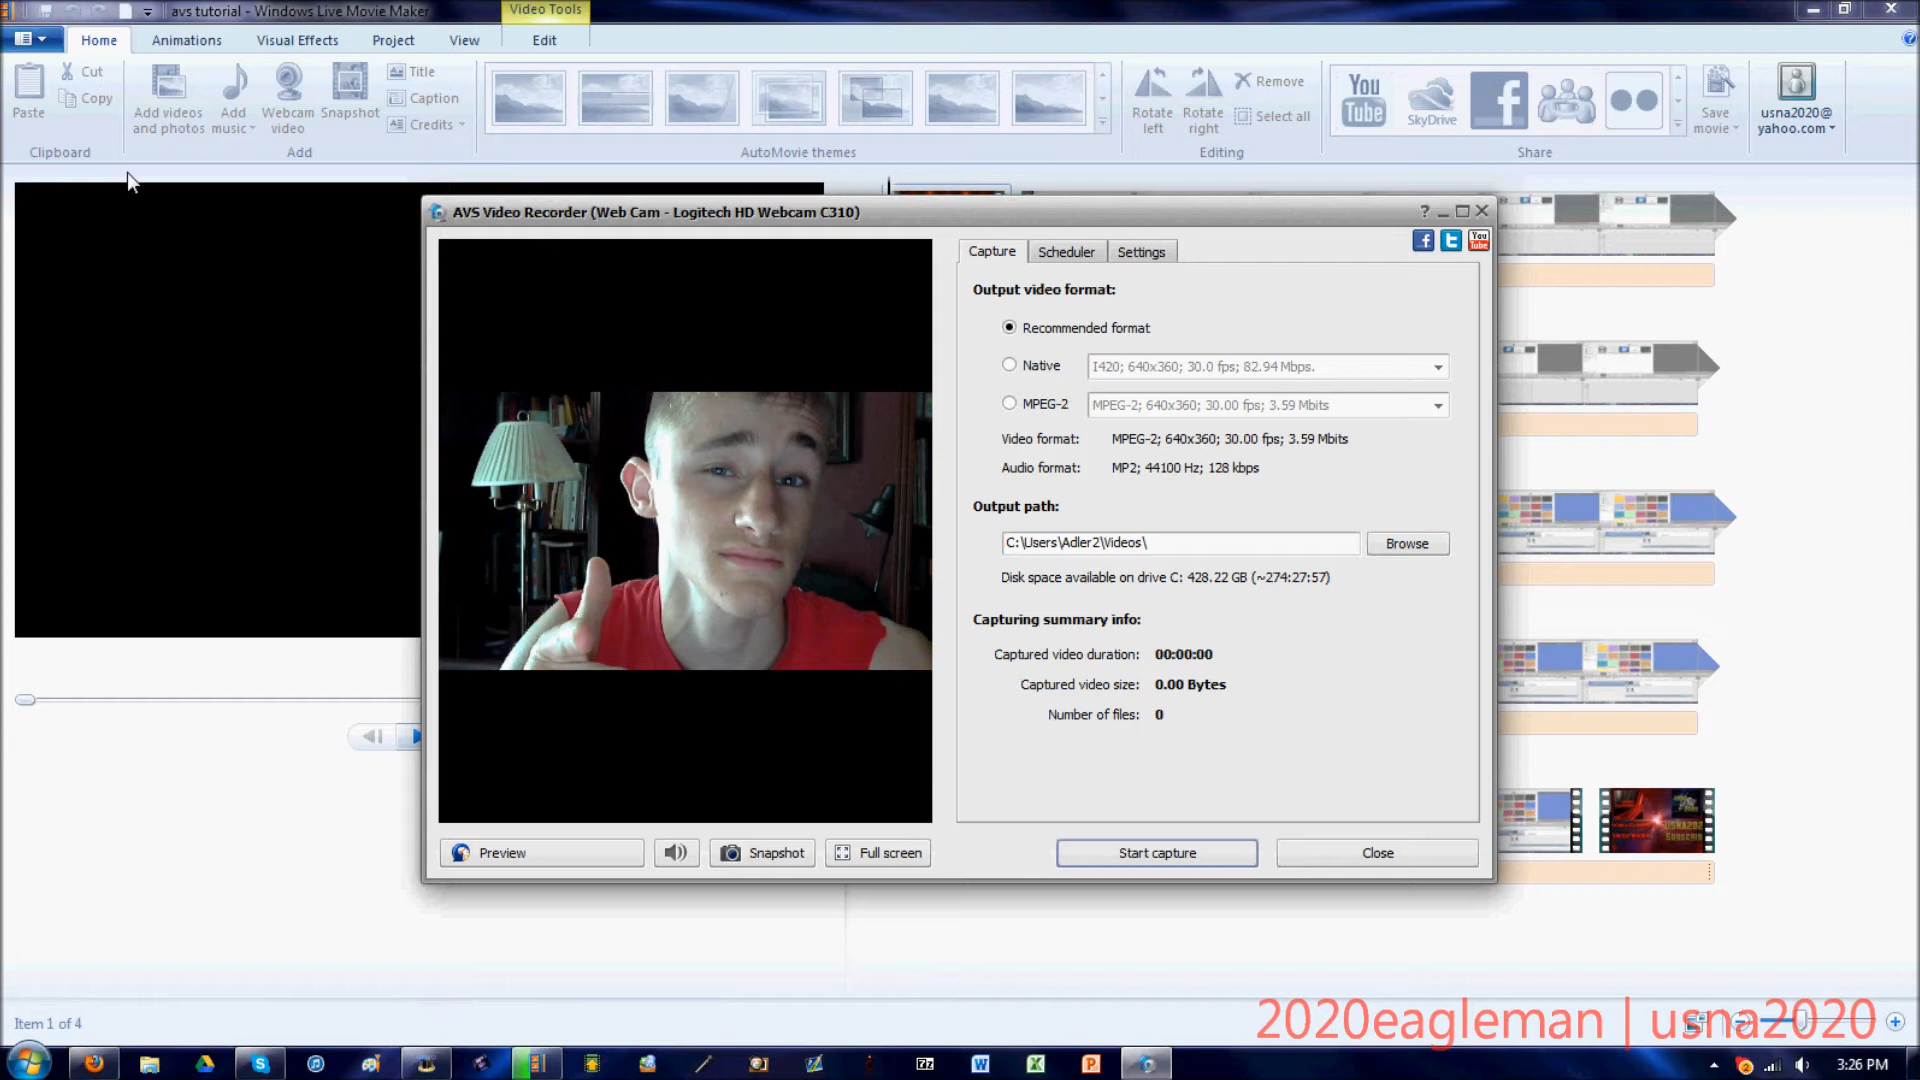 avs tutorial - Windows Live Movie Maker
Video Tools
Home
Animations
Visual Effects
Project
View
Edit
Paste
Cut
Copy
Clipboard
Add videos
and photos
Add
music
Webcam
video
Snapshot
Title
Caption
Credits
Add
AutoMovie themes
Rotate
left
Rotate
right
Remove
Select all
Editing
You
Tube
SkyDrive
Share
Save
movie
usna2020@
yahoo.com
AVS Video Recorder (Web Cam - Logitech HD Webcam C310)
Capture
Scheduler
Settings
You
Tube
Output video format:
Recommended format
Native
I420; 640x360; 30.0 fps; 82.94 Mbps.
MPEG-2
MPEG-2; 640x360; 30.00 fps; 3.59 Mbits
Video format: MPEG-2; 640x360; 30.00 fps; 3.59 Mbits
Audio format: MP2; 44100 Hz; 128 kbps
Output path:
C:\Users\Adler2\Videos\
Browse
Disk space available on drive C: 428.22 GB (~274:27:57)
Capturing summary info:
Captured video duration: 00:00:00
Captured video size: 0.00 Bytes
Number of files: 0
Preview
Snapshot
Full screen
Start capture
Close
Item 1 of 4
2020eagleman | usna2020
3:26 PM